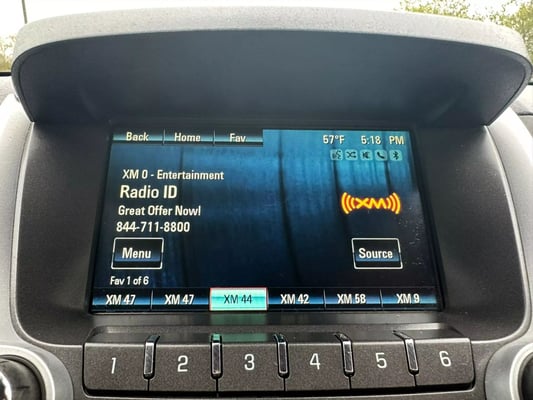 Back Home Fav 57°F 5:18 PM
XM 0 - Entertainment
Radio ID
Great Offer Now!
844-711-8800
((XM))
Menu Source
Fav 1 of 6
XM 47 XM 47 XM 44 XM 42 XM 58 XM 9
1 2 3 4 5 6